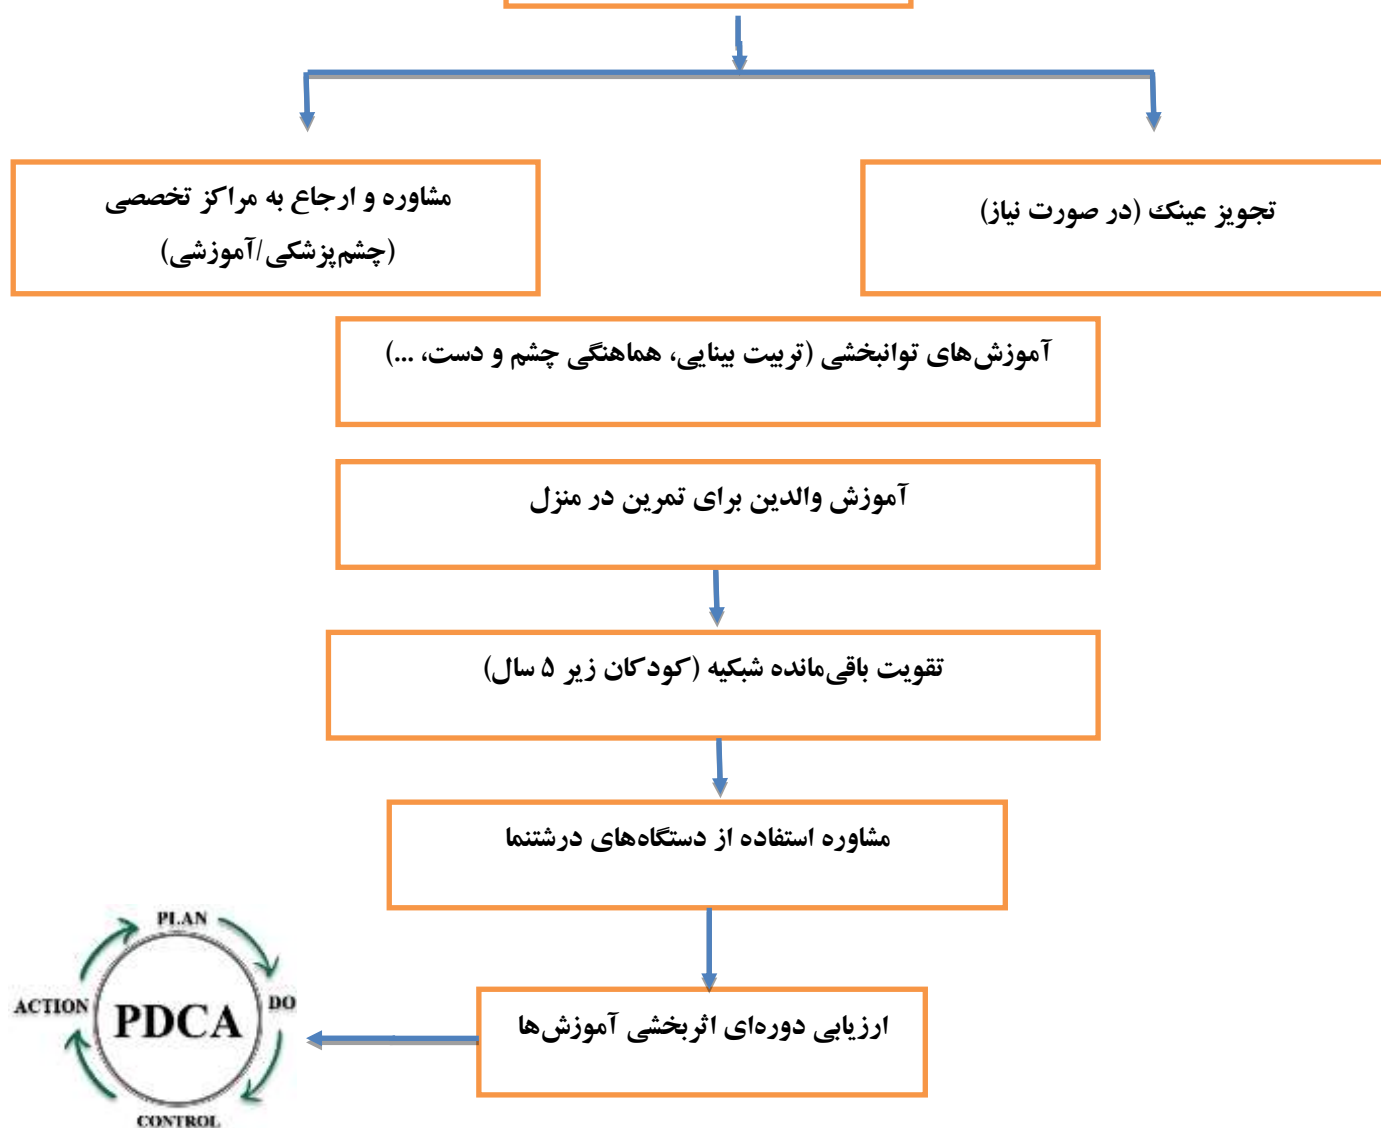 تجویز عینک (در صورت نیاز)
مشاوره و ارجاع به مراکز تخصصی
(چشم‌پزشکی/آموزشی)
آموزش‌های توانبخشی (تربیت بینایی، هماهنگی چشم و دست، ...)
آموزش والدین برای تمرین در منزل
تقویت باقی‌مانده شبکیه (کودکان زیر ۵ سال)
مشاوره استفاده از دستگاه‌های درشتنما
ارزیابی دوره‌ای اثربخشی آموزش‌ها
PLAN
DO
ACTION
PDCA
CONTROL